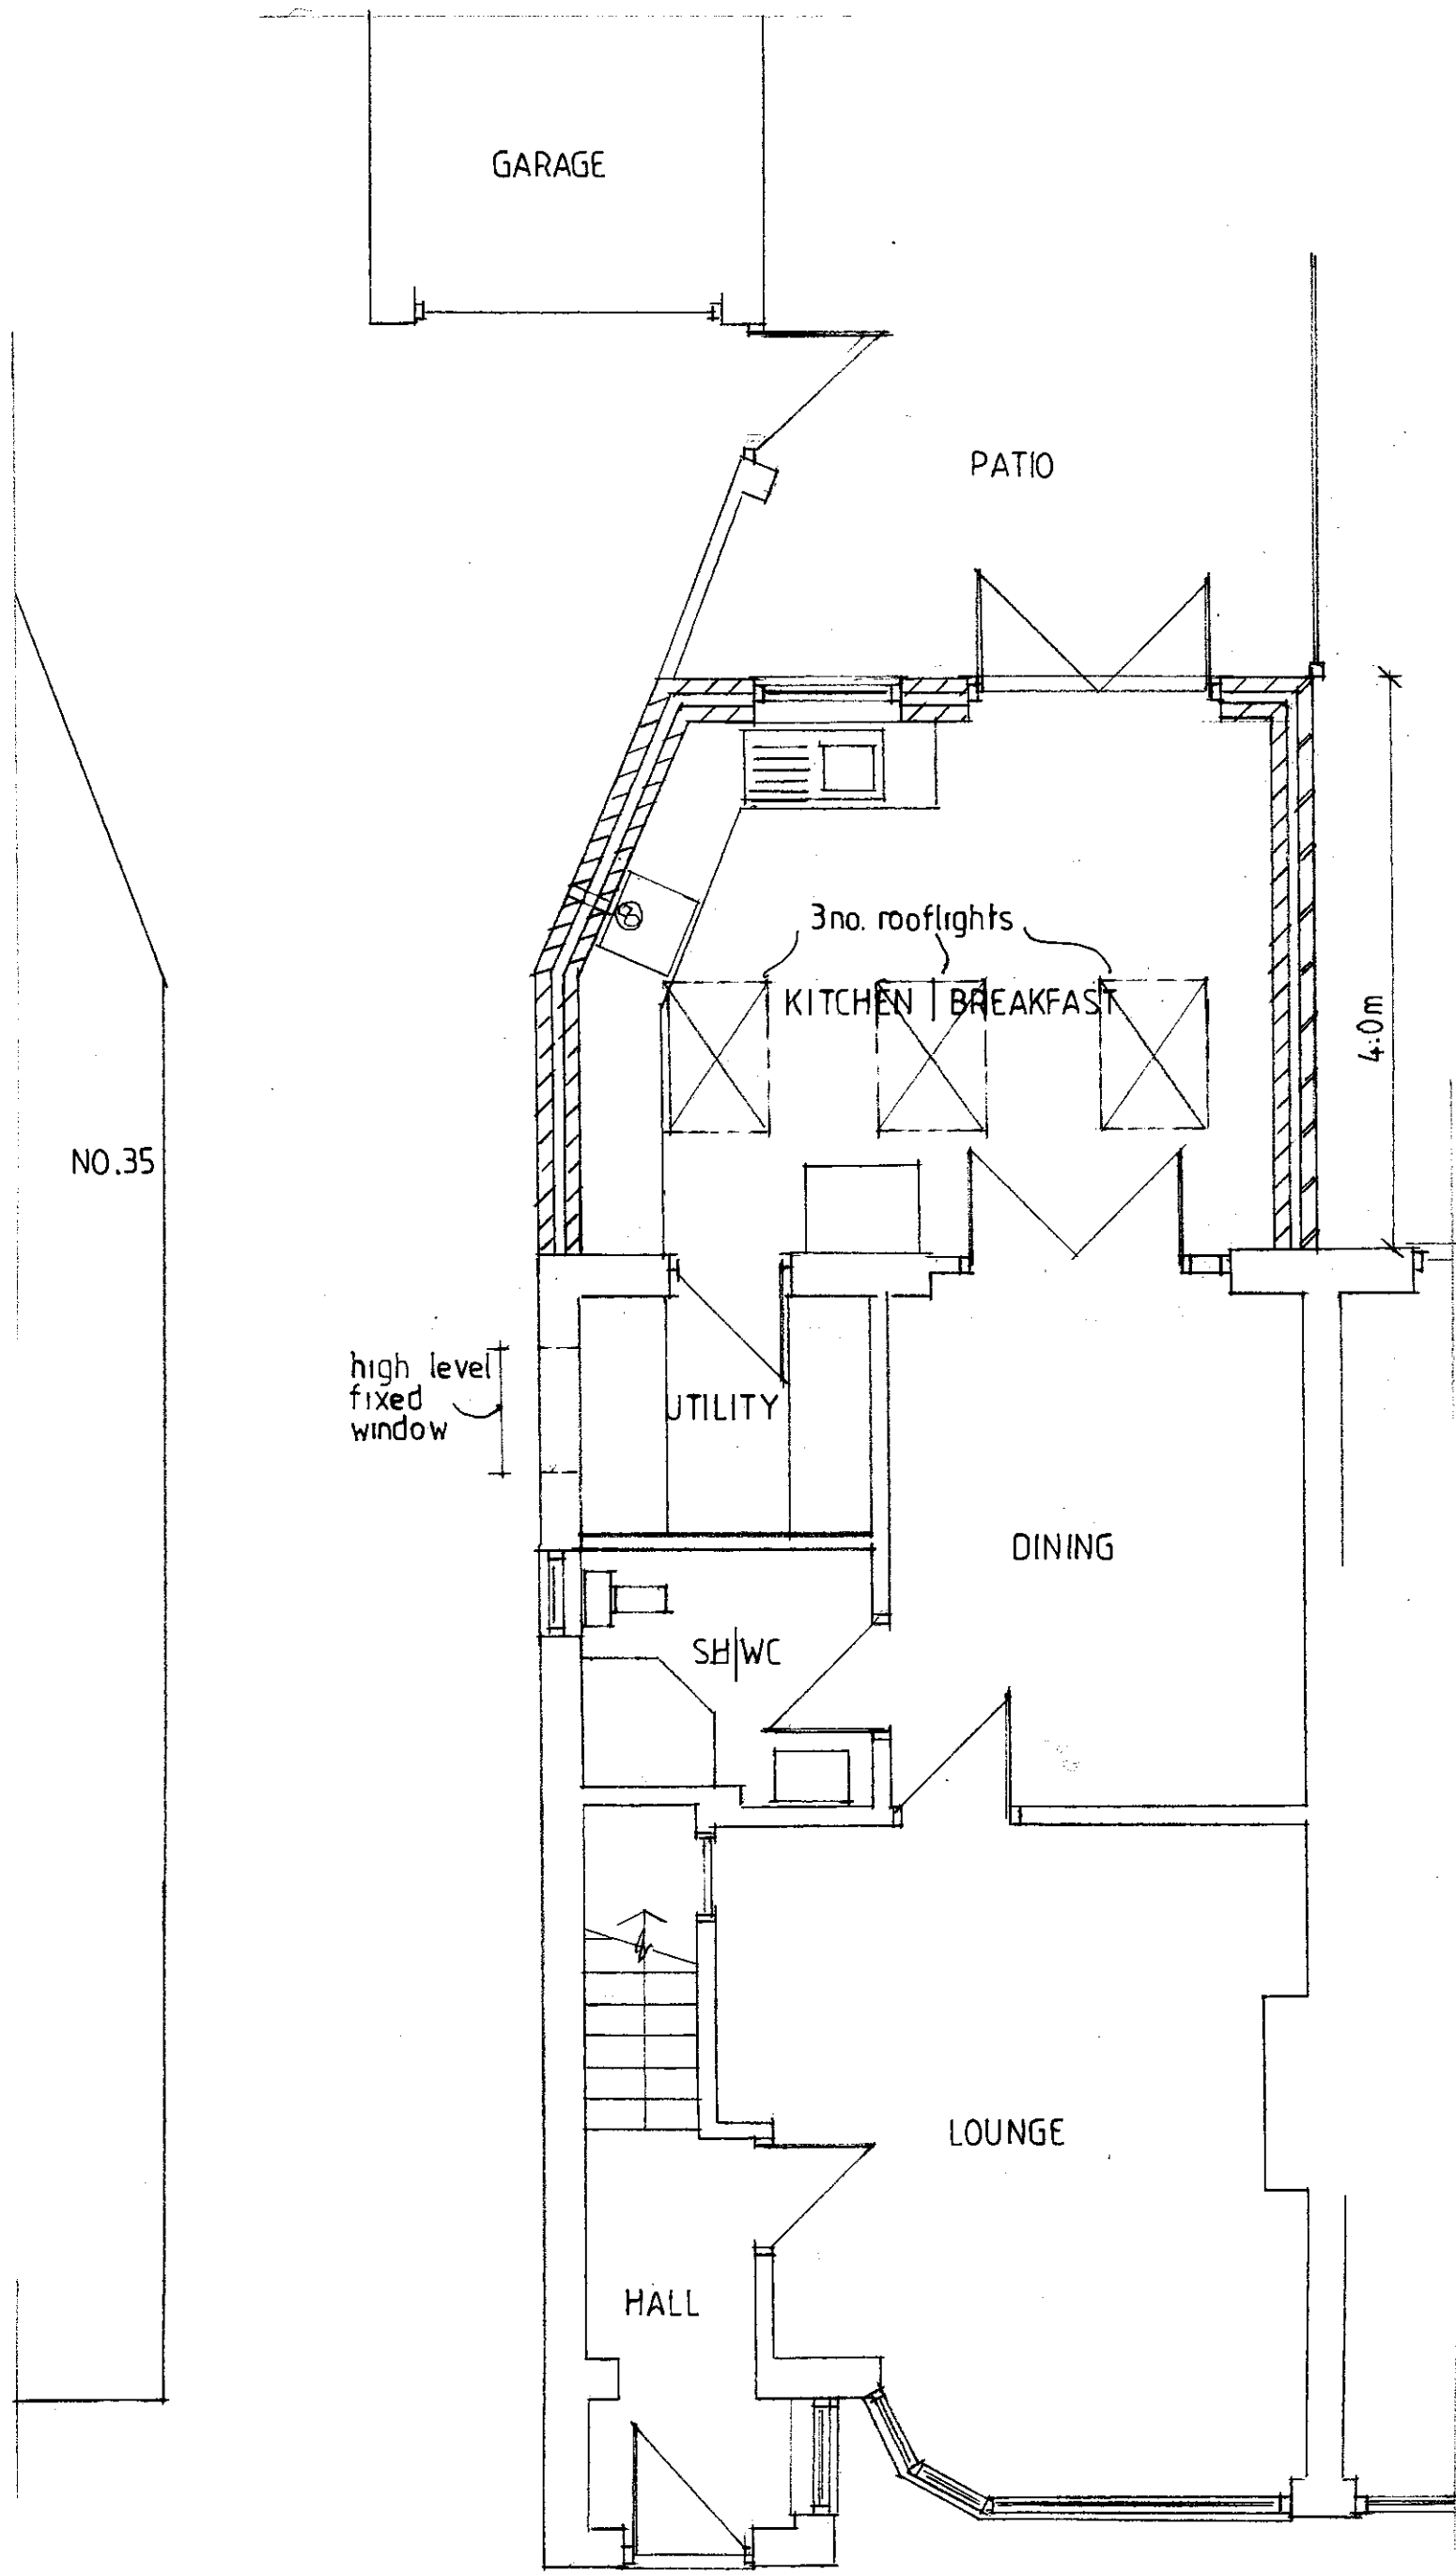 GARAGE
PATIO
3no. rooflights
KITCHEN | BREAKFAST
4.0m
NO.35
high level
fixed
window
UTILITY
DINING
SH|WC
LOUNGE
HALL